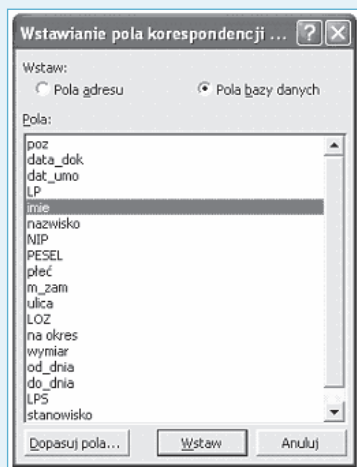 Wstawianie pola korespondencji ...
Wstaw:
Pola adresu
Pola bazy danych
Pola:
poz
data_dok
dat_umo
LP
imie
nazwisko
NIP
PESEL
płeć
m_zam
ulica
LOZ
na okres
wymiar
od_dnia
do_dnia
LPS
stanowisko
Dopasuj pola... Wstaw Anuluj